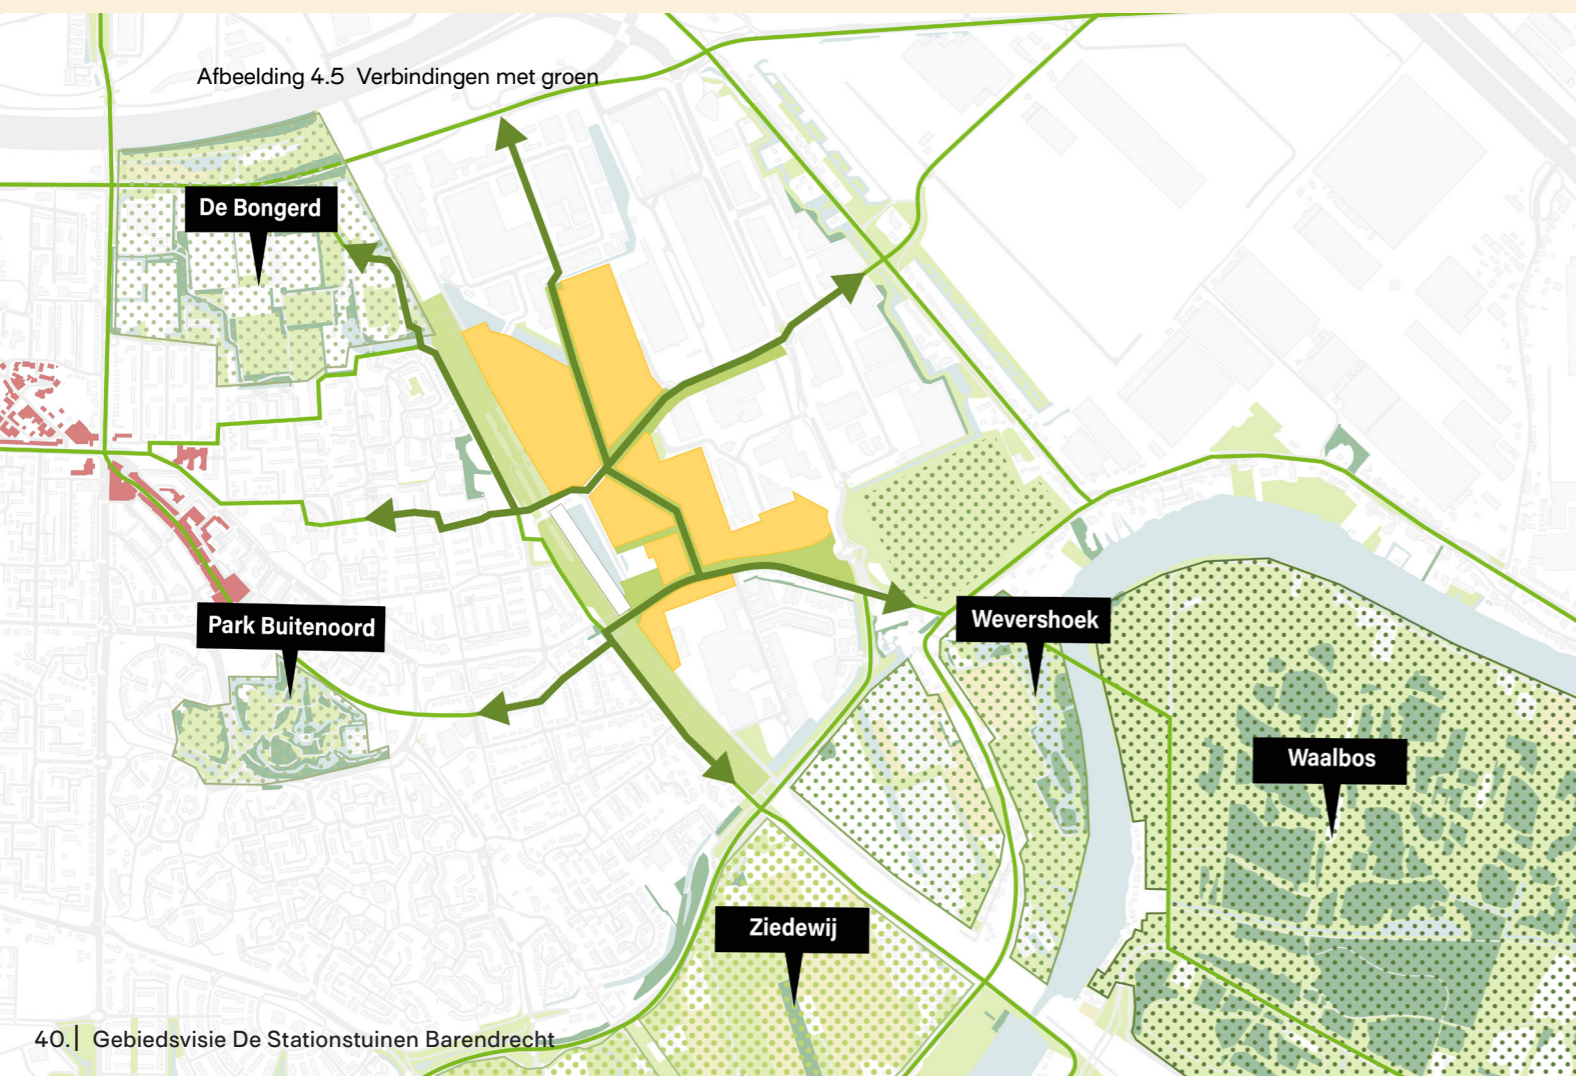 Afbeelding 4.5 Verbindingen met groen
De Bongerd
Park Buitenoord
Wevershoek
Waalbos
Ziedewij
40.| Gebiedsvisie De Stationstuinen Barendrecht